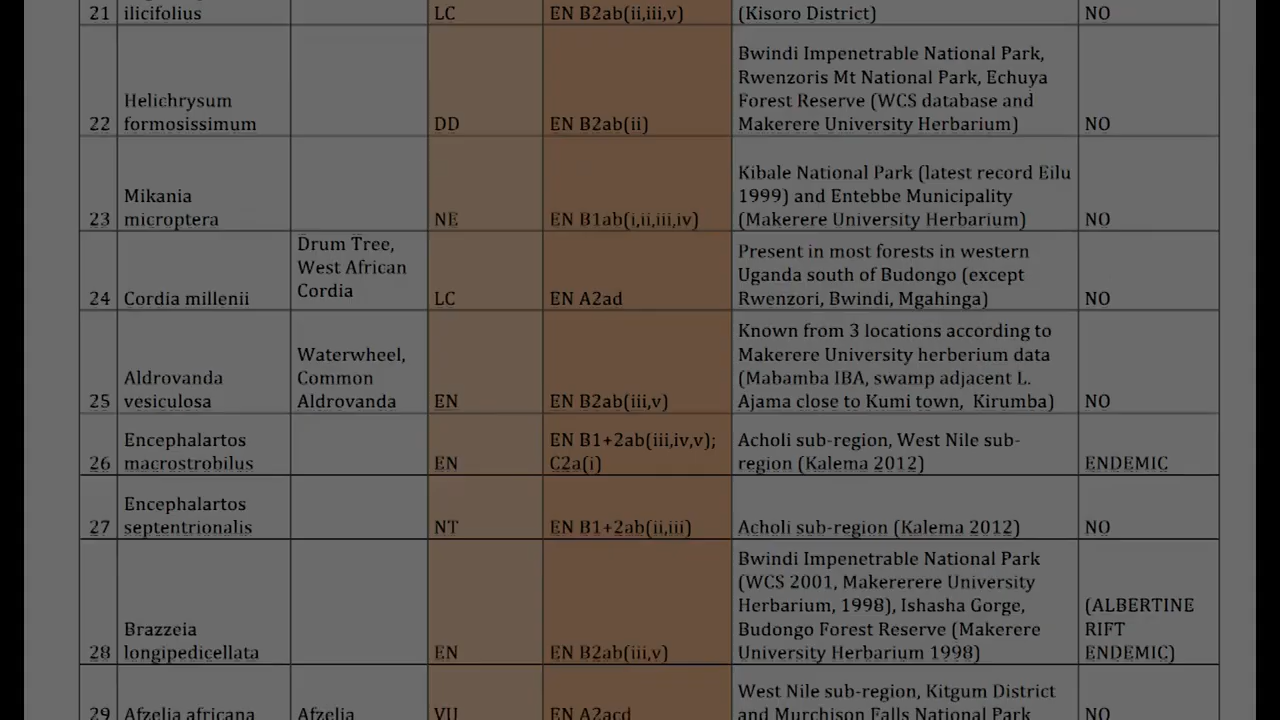 21 ilicifolius LC EN B2ab(ii,iii,v) (Kisoro District) NO
Bwindi Impenetrable National Park,
Rwenzoris Mt National Park, Echuya
Helichrysum Forest Reserve (WCS database and
22 formosissimum DD EN B2ab(ii) Makerere University Herbarium) NO
Kibale National Park (latest record Eilu
Mikania 1999) and Entebbe Municipality
23 microptera NE EN B1ab(i,ii,iii,iv) (Makerere University Herbarium) NO
Drum Tree, Present in most forests in western
West African Uganda south of Budongo (except
24 Cordia millenii Cordia LC EN A2ad Rwenzori, Bwindi, Mgahinga) NO
Known from 3 locations according to
Waterwheel, Makerere University herberium data
Aldrovanda Common (Mabamba IBA, swamp adjacent L.
25 vesiculosa Aldrovanda EN EN B2ab(iii,v) Ajama close to Kumi town, Kirumba) NO
Encephalartos EN B1+2ab(iii,iv,v); Acholi sub-region, West Nile sub-
26 macrostrobilus EN C2a(i) region (Kalema 2012) ENDEMIC
Encephalartos
27 septentrionalis NT EN B1+2ab(ii,iii) Acholi sub-region (Kalema 2012) NO
Bwindi Impenetrable National Park
(WCS 2001, Makererere University
Herbarium, 1998), Ishasha Gorge, (ALBERTINE
Brazzeia Budongo Forest Reserve (Makerere RIFT
28 longipedicellata EN EN B2ab(iii,v) University Herbarium 1998) ENDEMIC)
West Nile sub-region, Kitgum District
29 Afzelia africana Afzelia VU EN A2acd and Murchison Falls National Park NO